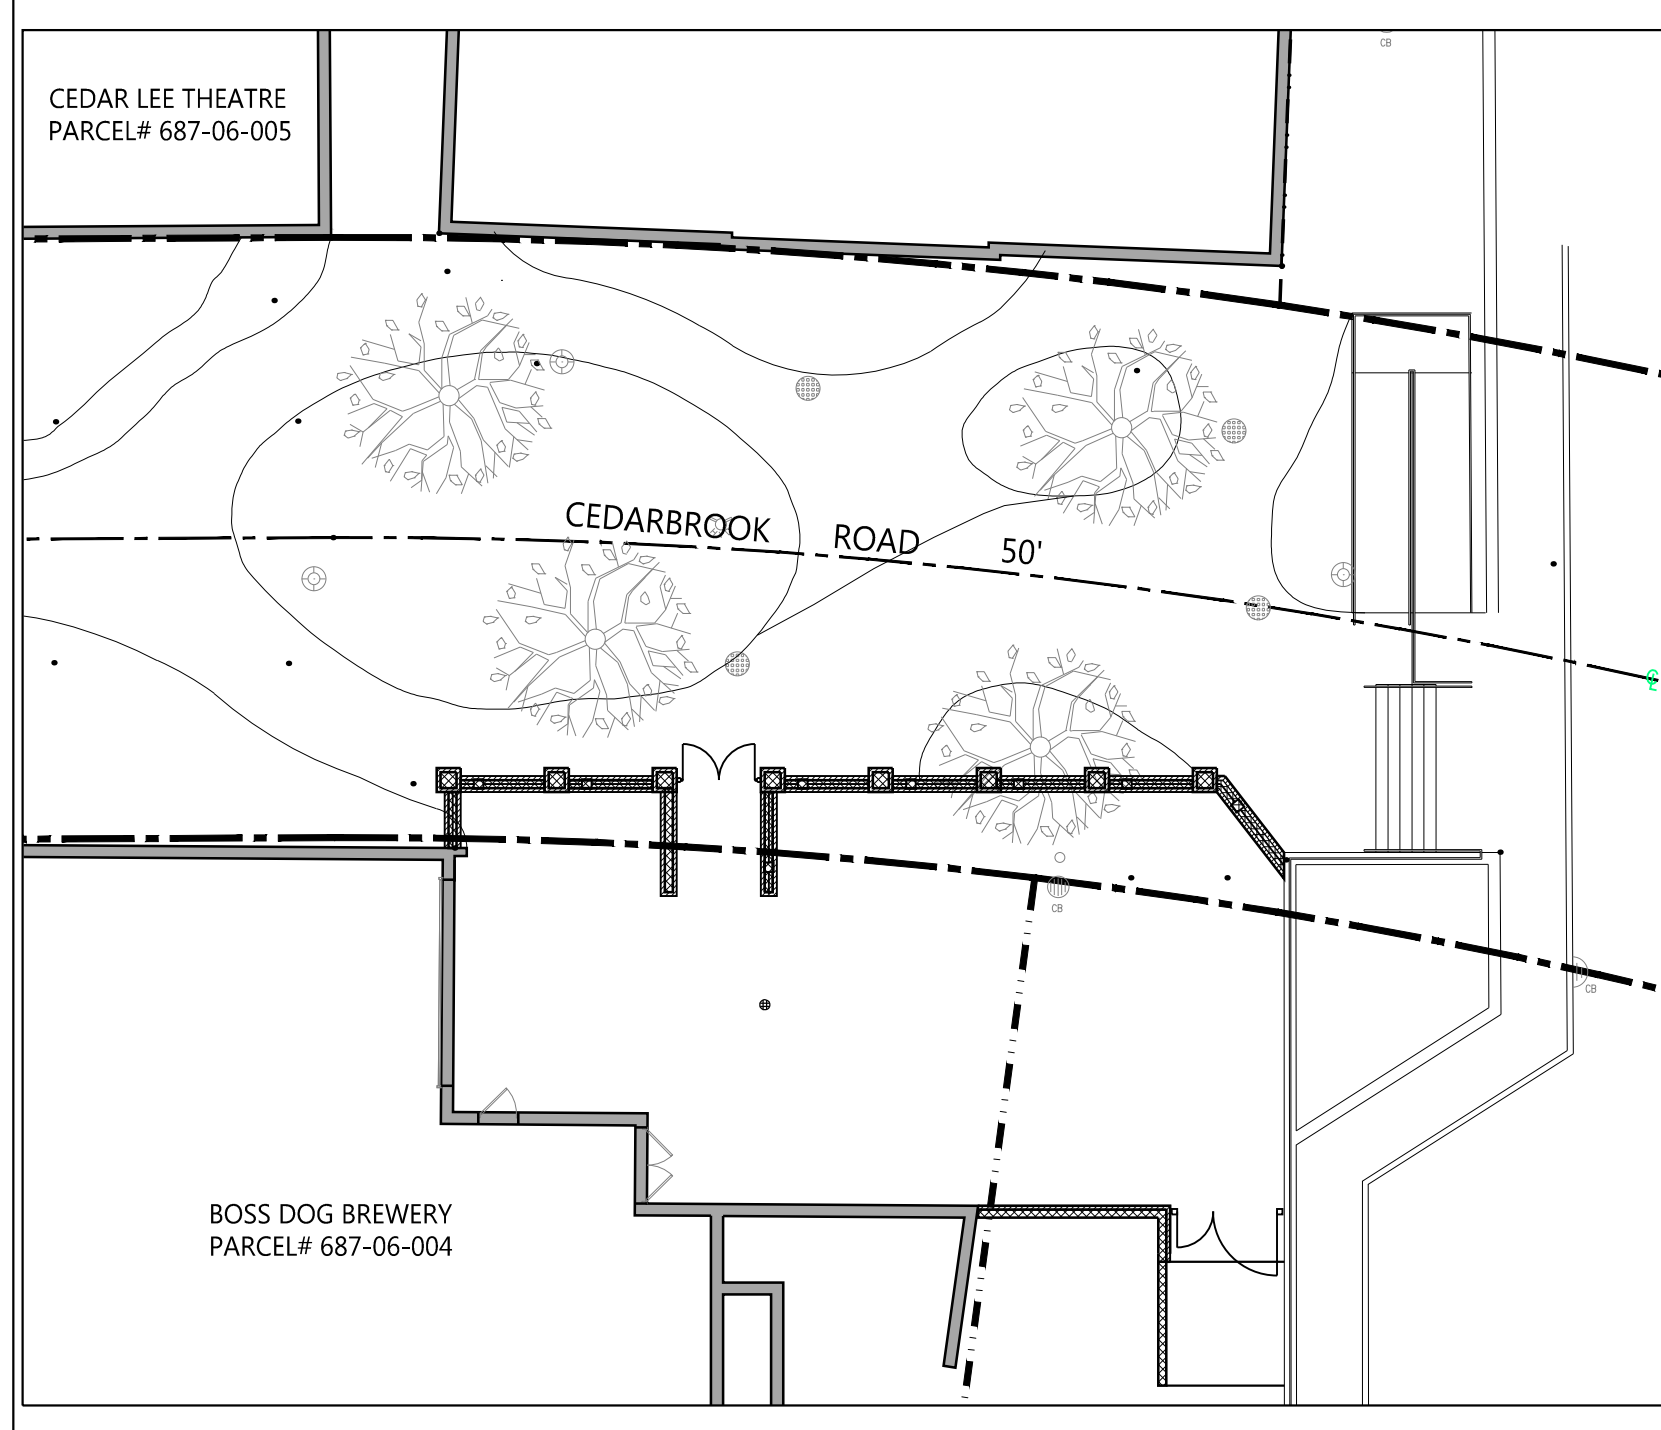 CB
CEDAR LEE THEATRE
PARCEL# 687-06-005
CEDARBROOK ROAD 50'
CB
CB
BOSS DOG BREWERY
PARCEL# 687-06-004